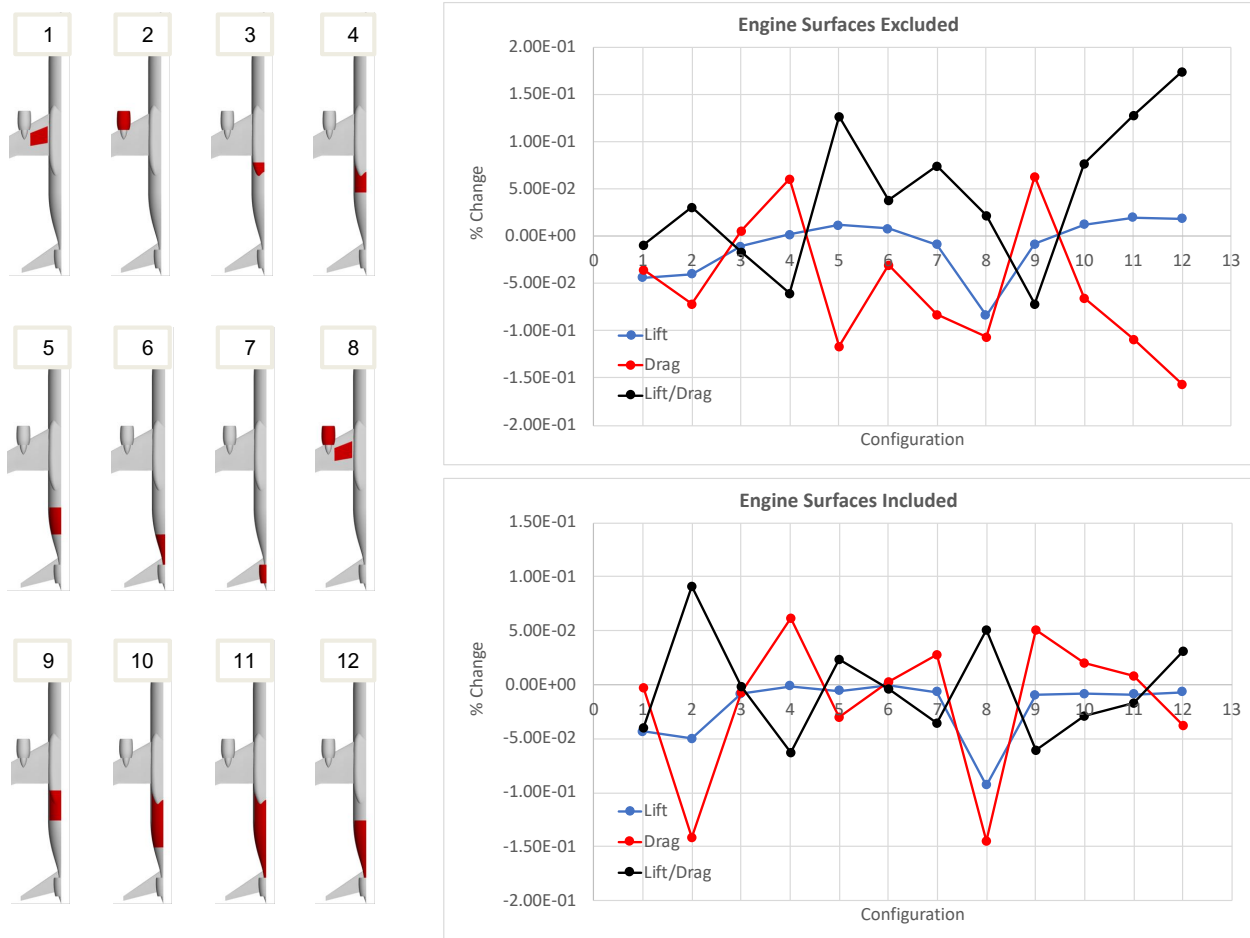 1 2 3 4
5 6 7 8
9 10 11 12
Engine Surfaces Excluded
2.00E-01
1.50E-01
1.00E-01
5.00E-02
0.00E+00
0 1 2 3 4 5 6 7 8 9 10 11 12 13
-5.00E-02
-1.00E-01
-1.50E-01
-2.00E-01
% Change
Lift
Drag
Lift/Drag
Configuration
Engine Surfaces Included
1.50E-01
1.00E-01
5.00E-02
0.00E+00
0 1 2 3 4 5 6 7 8 9 10 11 12 13
-5.00E-02
-1.00E-01
-1.50E-01
-2.00E-01
% Change
Lift
Drag
Lift/Drag
Configuration